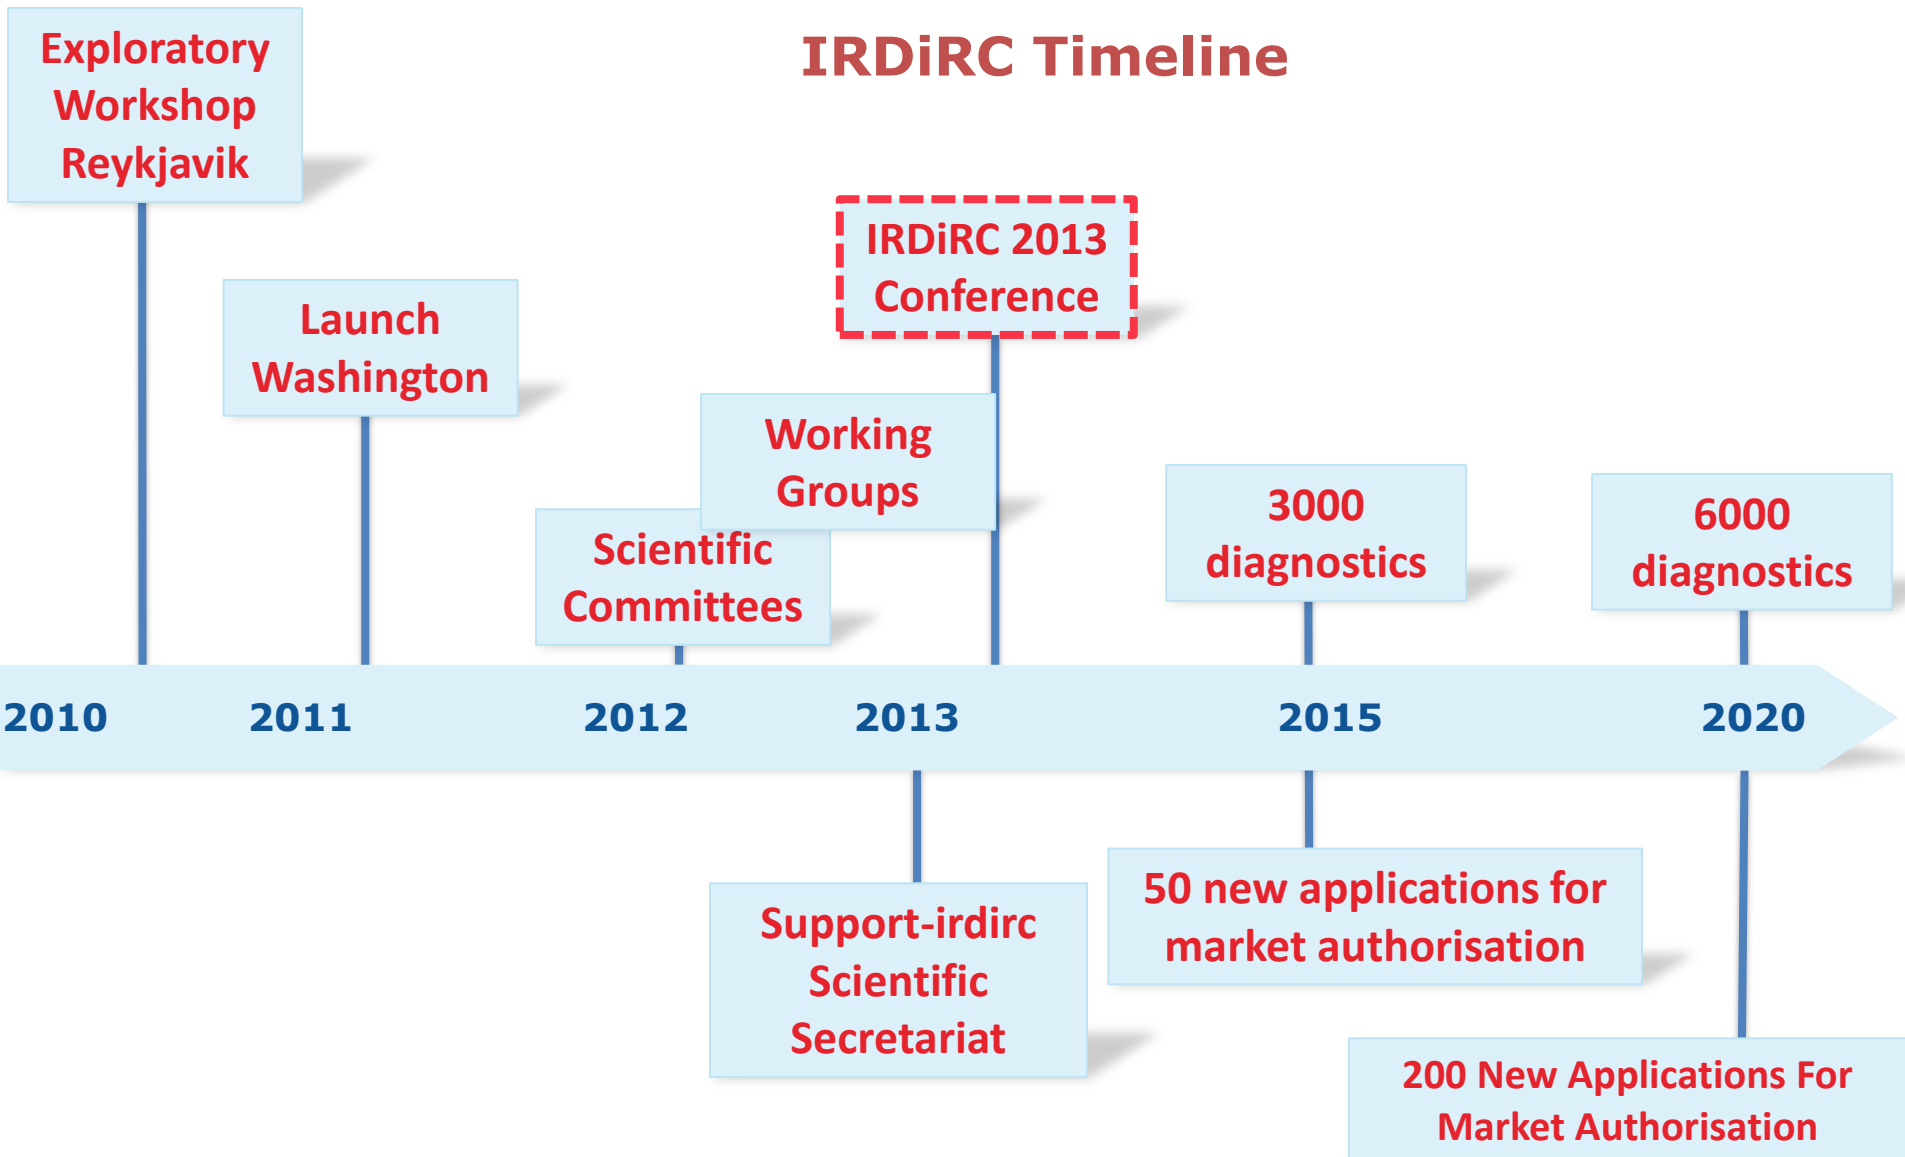 IRDiRC Timeline
Exploratory
Workshop
Reykjavik
Launch
Washington
Scientific
Committees
Working
Groups
IRDiRC 2013
Conference
3000
diagnostics
6000
diagnostics
2010
2011
2012
2013
2015
2020
Support-irdirc
Scientific
Secretariat
50 new applications for
market authorisation
200 New Applications For
Market Authorisation